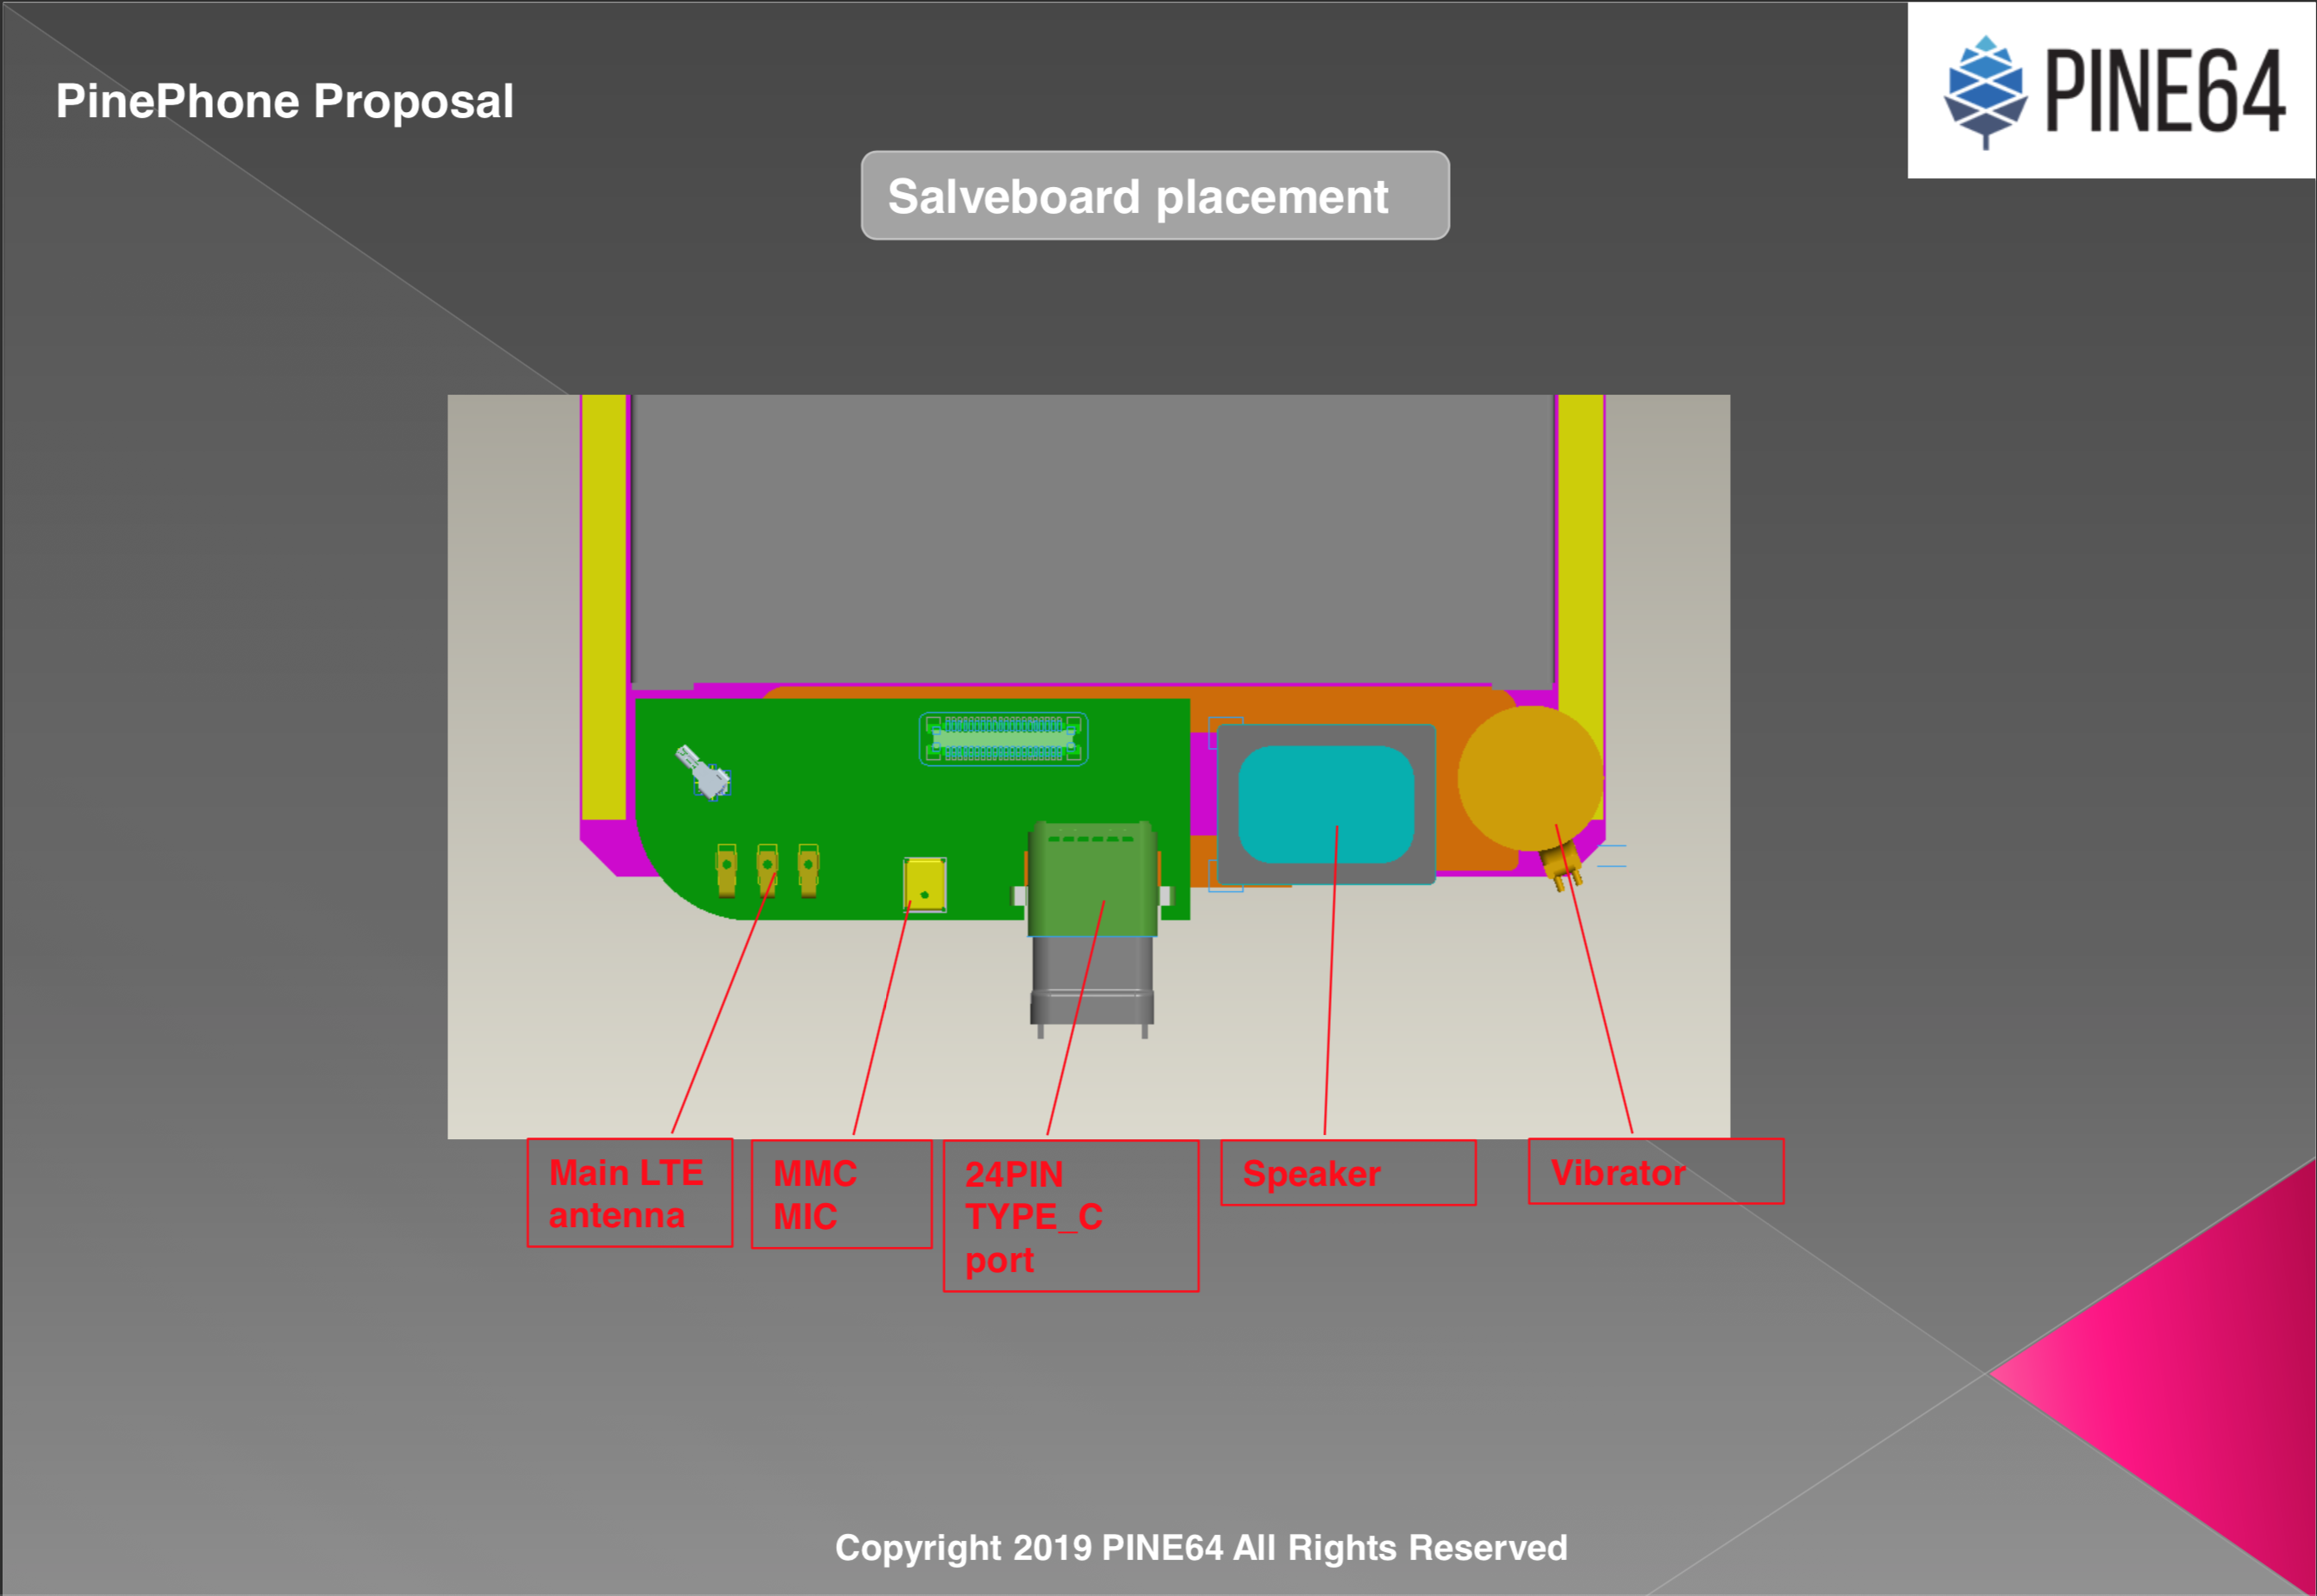 PinePhone Proposal
PINE64
Salveboard placement
Main LTE
antenna
MMC
MIC
24PIN
TYPE_C
port
Speaker
Vibrator
Copyright 2019 PINE64 All Rights Reserved